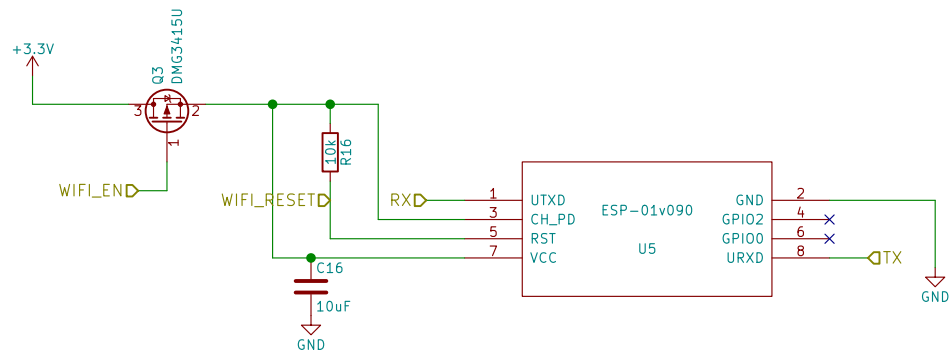 +3.3V
Q3
DMG3415U
3
2
1
WIFI_EN
10k
R16
WIFI_RESET
RX
1
UTXD
3
CH_PD
5
RST
7
VCC
ESP-01v090
U5
GND
2
GPIO2
4
GPIO0
6
URXD
8
TX
GND
C16
10uF
GND